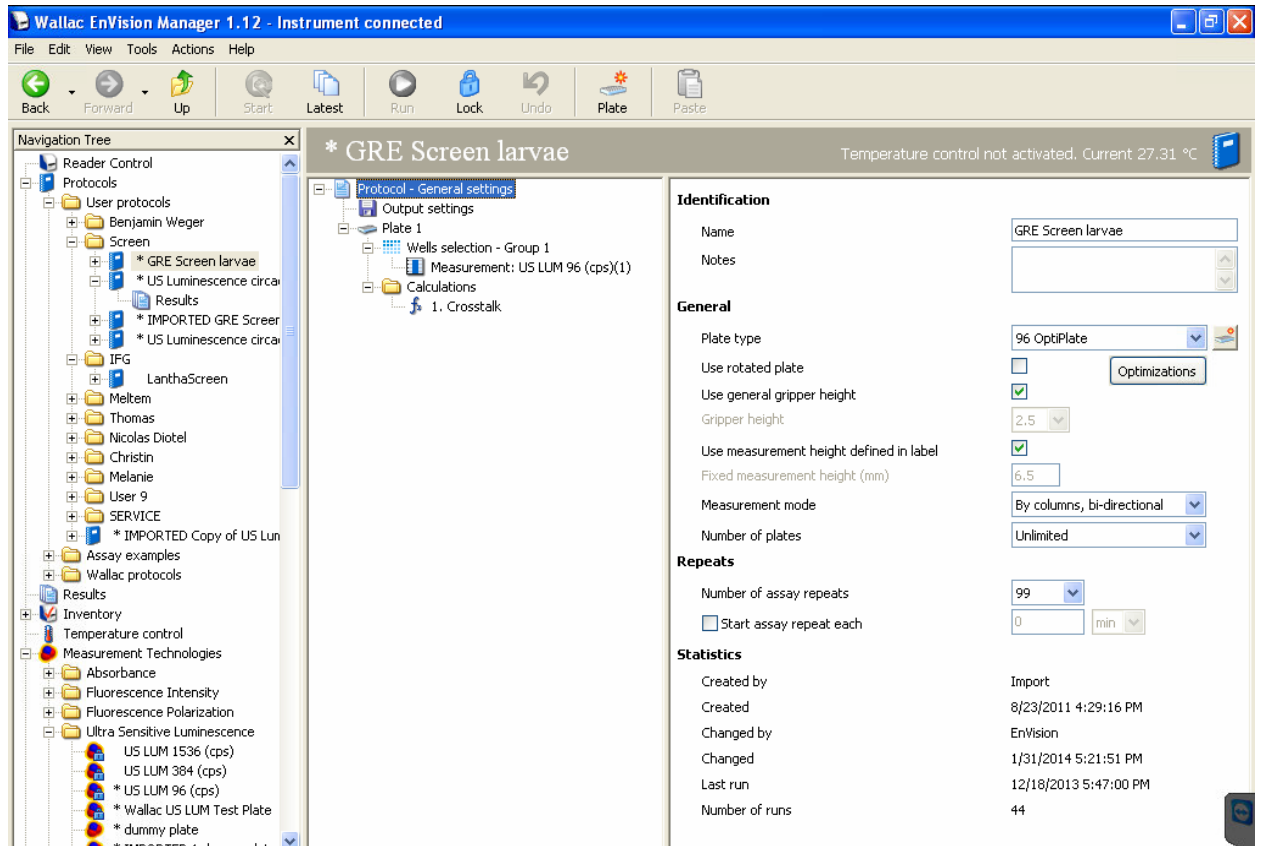 Wallac EnVision Manager 1.12 - Instrument connected
File Edit View Tools Actions Help
Back Forward Up Start Latest Run Lock Undo Plate Paste
Navigation Tree
Reader Control
Protocols
User protocols
Benjamin Weger
Screen
* GRE Screen larvae
* US Luminescence circa
Results
* IMPORTED GRE Screen
* US Luminescence circa
IFG
LanthaScreen
Meltem
Thomas
Nicolas Diotel
Christin
Melanie
User 9
SERVICE
* IMPORTED Copy of US Lum
Assay examples
Wallac protocols
Results
Inventory
Temperature control
Measurement Technologies
Absorbance
Fluorescence Intensity
Fluorescence Polarization
Ultra Sensitive Luminescence
US LUM 1536 (cps)
US LUM 384 (cps)
* US LUM 96 (cps)
* Wallac US LUM Test Plate
* dummy plate
* GRE Screen larvae
Temperature control not activated. Current 27.31 °C
Protocol - General settings
Output settings
Plate 1
Wells selection - Group 1
Measurement: US LUM 96 (cps)(1)
Calculations
1. Crosstalk
Identification
Name GRE Screen larvae
Notes
General
Plate type 96 OptiPlate
Use rotated plate Optimizations
Use general gripper height
Gripper height 2.5
Use measurement height defined in label
Fixed measurement height (mm) 6.5
Measurement mode By columns, bi-directional
Number of plates Unlimited
Repeats
Number of assay repeats 99
Start assay repeat each 0 min
Statistics
Created by Import
Created 8/23/2011 4:29:16 PM
Changed by EnVision
Changed 1/31/2014 5:21:51 PM
Last run 12/18/2013 5:47:00 PM
Number of runs 44